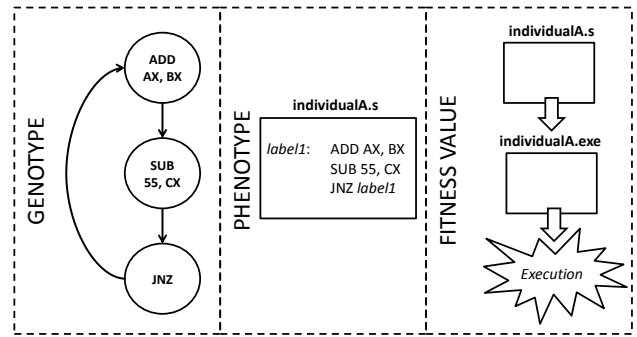 GENOTYPE
ADD
AX, BX
SUB
55, CX
JNZ
PHENOTYPE
individualA.s
label1: ADD AX, BX
SUB 55, CX
JNZ label1
FITNESS VALUE
individualA.s
individualA.exe
Execution